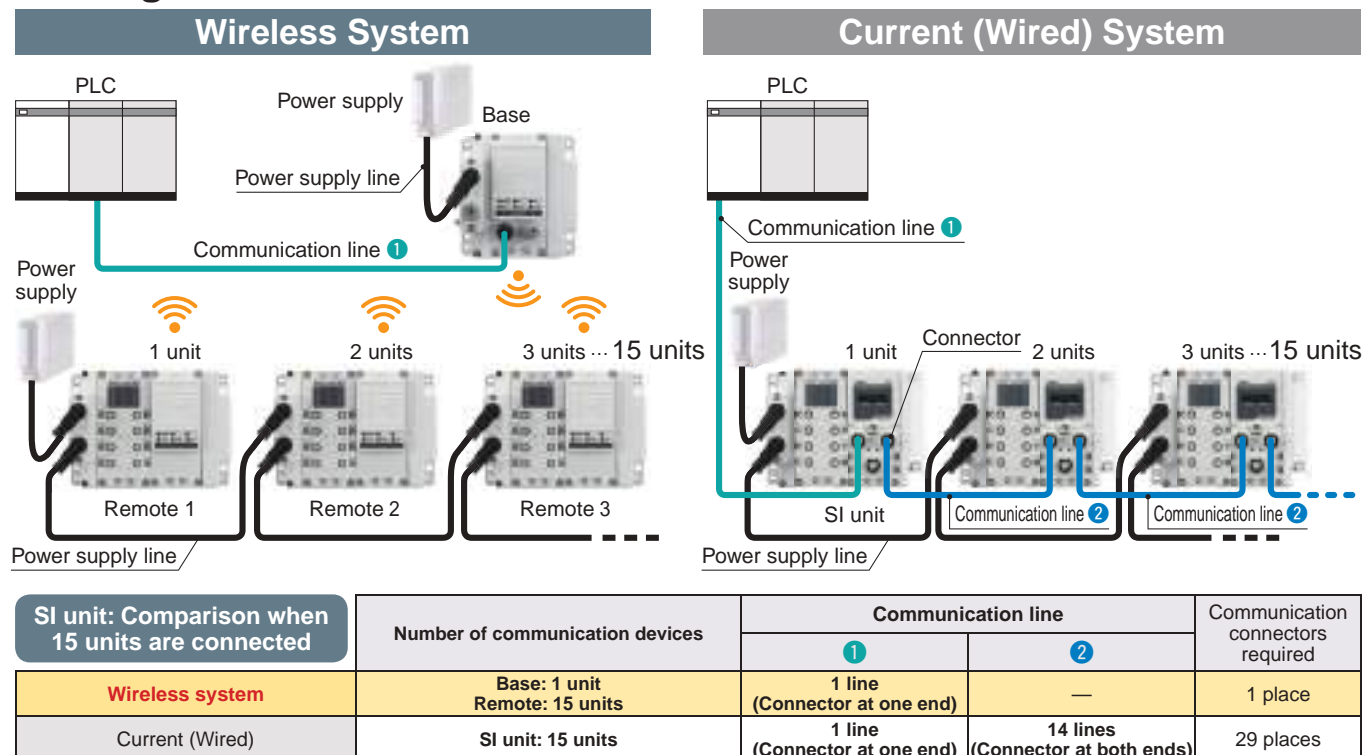 Wireless System
PLC
Power supply
Base
Power supply line
Communication line 1
Power
supply
1 unit
2 units
3 units ··· 15 units
Remote 1
Remote 2
Remote 3
Power supply line
Current (Wired) System
PLC
Communication line 1
Power
supply
1 unit
Connector
2 units
3 units ··· 15 units
SI unit
Communication line 2
Communication line 2
Power supply line
SI unit: Comparison when
15 units are connected
Number of communication devices
Communication line
1
2
Communication
connectors
required
Wireless system
Base: 1 unit
Remote: 15 units
1 line
(Connector at one end)
—
1 place
Current (Wired)
SI unit: 15 units
1 line
(Connector at one end)
14 lines
(Connector at both ends)
29 places